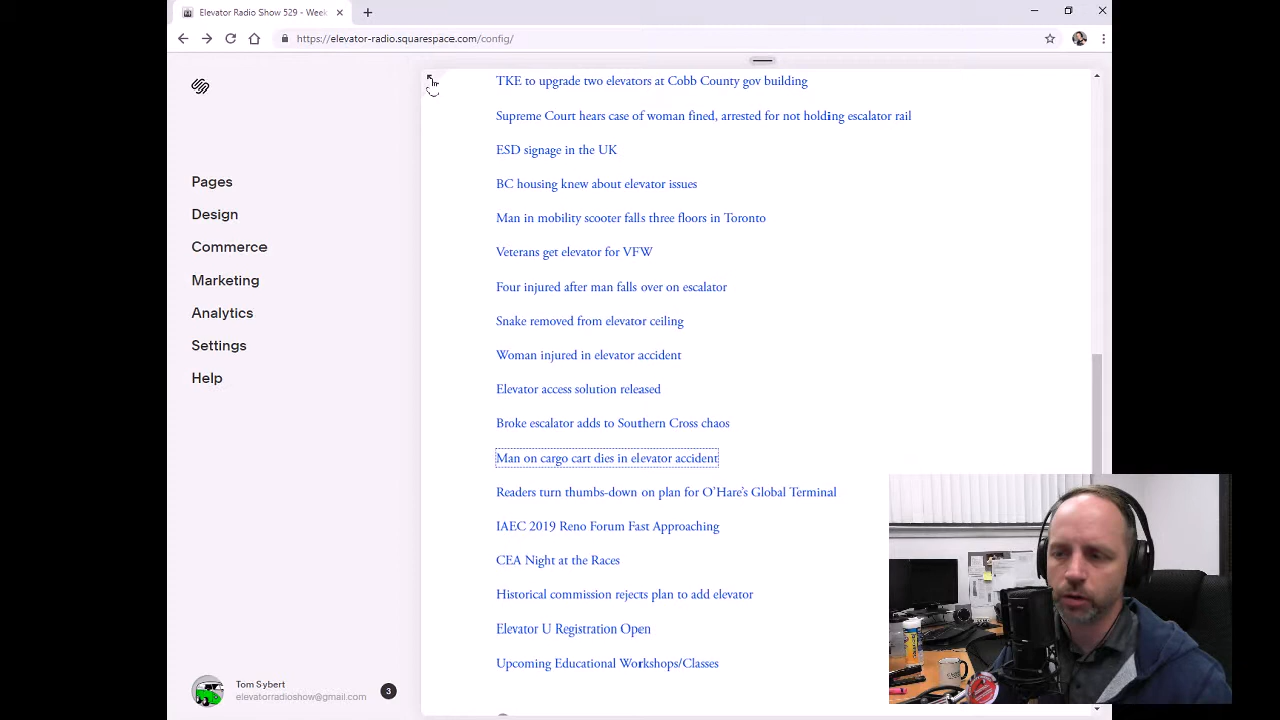 Elevator Radio Show 529 - Week
https://elevator-radio.squarespace.com/config/
Pages
Design
Commerce
Marketing
Analytics
Settings
Help
Tom Sybert
elevatorradioshow@gmail.com
3
TKE to upgrade two elevators at Cobb County gov building
Supreme Court hears case of woman fined, arrested for not holding escalator rail
ESD signage in the UK
BC housing knew about elevator issues
Man in mobility scooter falls three floors in Toronto
Veterans get elevator for VFW
Four injured after man falls over on escalator
Snake removed from elevator ceiling
Woman injured in elevator accident
Elevator access solution released
Broke escalator adds to Southern Cross chaos
Man on cargo cart dies in elevator accident
Readers turn thumbs-down on plan for O'Hare's Global Terminal
IAEC 2019 Reno Forum Fast Approaching
CEA Night at the Races
Historical commission rejects plan to add elevator
Elevator U Registration Open
Upcoming Educational Workshops/Classes